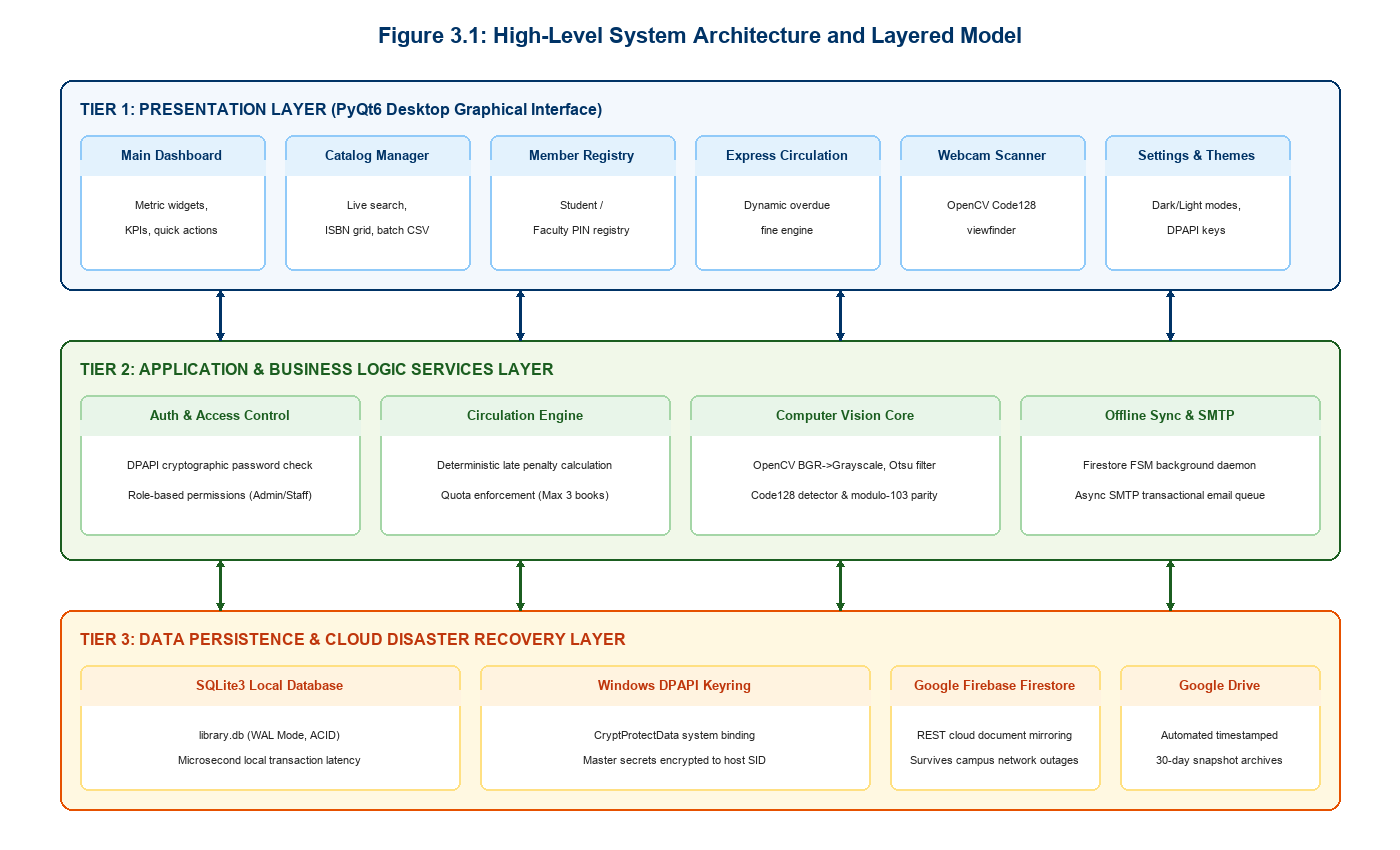 Figure 3.1: High-Level System Architecture and Layered Model
TIER 1: PRESENTATION LAYER (PyQt6 Desktop Graphical Interface)
Main Dashboard
Metric widgets,
KPIs, quick actions
Catalog Manager
Live search,
ISBN grid, batch CSV
Member Registry
Student /
Faculty PIN registry
Express Circulation
Dynamic overdue
fine engine
Webcam Scanner
OpenCV Code128
viewfinder
Settings & Themes
Dark/Light modes,
DPAPI keys
TIER 2: APPLICATION & BUSINESS LOGIC SERVICES LAYER
Auth & Access Control
DPAPI cryptographic password check
Role-based permissions (Admin/Staff)
Circulation Engine
Deterministic late penalty calculation
Quota enforcement (Max 3 books)
Computer Vision Core
OpenCV BGR->Grayscale, Otsu filter
Code128 detector & modulo-103 parity
Offline Sync & SMTP
Firestore FSM background daemon
Async SMTP transactional email queue
TIER 3: DATA PERSISTENCE & CLOUD DISASTER RECOVERY LAYER
SQLite3 Local Database
library.db (WAL Mode, ACID)
Microsecond local transaction latency
Windows DPAPI Keyring
CryptProtectData system binding
Master secrets encrypted to host SID
Google Firebase Firestore
REST cloud document mirroring
Survives campus network outages
Google Drive
Automated timestamped
30-day snapshot archives